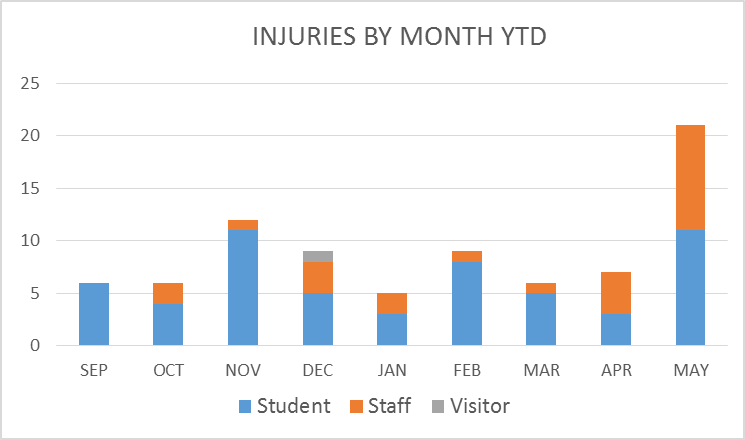 INJURIES BY MONTH YTD
25
20
15
10
5
0
SEP OCT NOV DEC JAN FEB MAR APR MAY
Student Staff Visitor